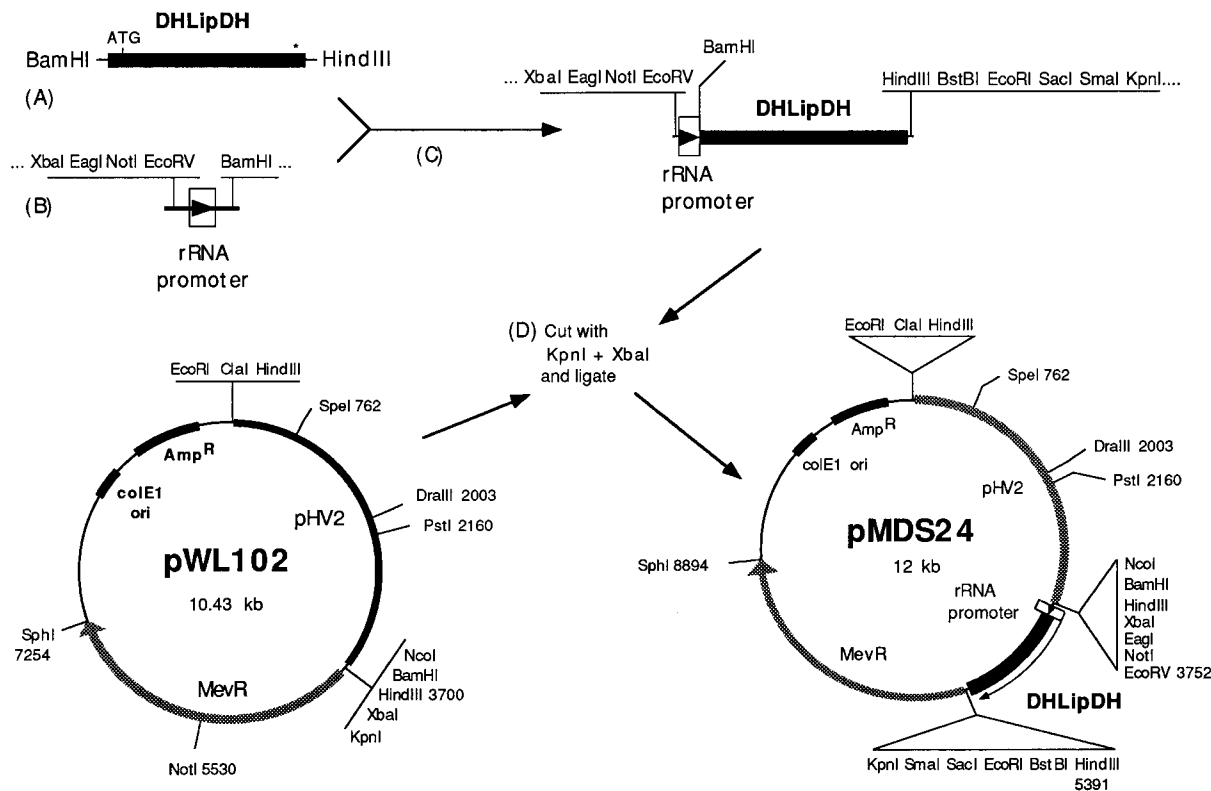 DHLipDH
ATG
*
BamHI
HindIII
(A)
... XbaI EagI NotI EcoRV
BamHI ...
(B)
rRNA
promoter
(C)
... XbaI EagI NotI EcoRV
BamHI
HindIII BstBI EcoRI SacI SmaI KpnI....
DHLipDH
rRNA
promoter
(D) Cut with
KpnI + XbaI
and ligate
EcoRI ClaI HindIII
SpeI 762
Amp R
colE1
ori
DraIII 2003
PstI 2160
pHV2
pWL102
10.43 kb
SphI
7254
MevR
NcoI
BamHI
HindIII 3700
XbaI
KpnI
NotI 5530
EcoRI ClaI HindIII
SpeI 762
Amp R
colE1 ori
DraIII 2003
PstI 2160
pHV2
pMDS24
12 kb
SphI 8894
rRNA
promoter
MevR
NcoI
BamHI
HindIII
XbaI
EagI
NotI
EcoRV 3752
DHLipDH
KpnI SmaI SacI EcoRI BstBI HindIII
5391